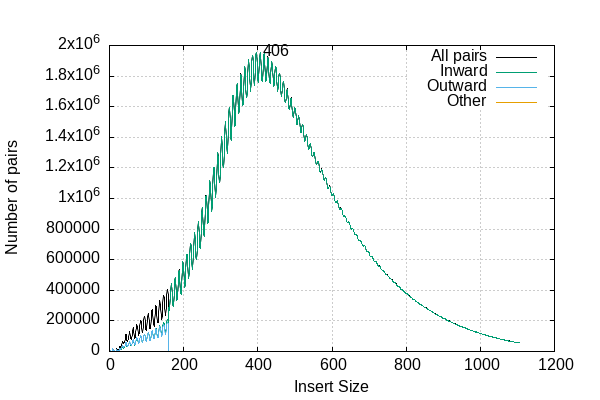 2x10^6
1.8x10^6
1.6x10^6
1.4x10^6
1.2x10^6
1x10^6
800000
600000
400000
200000
0
Number of pairs
406
All pairs
Inward
Outward
Other
0 200 400 600 800 1000 1200
Insert Size